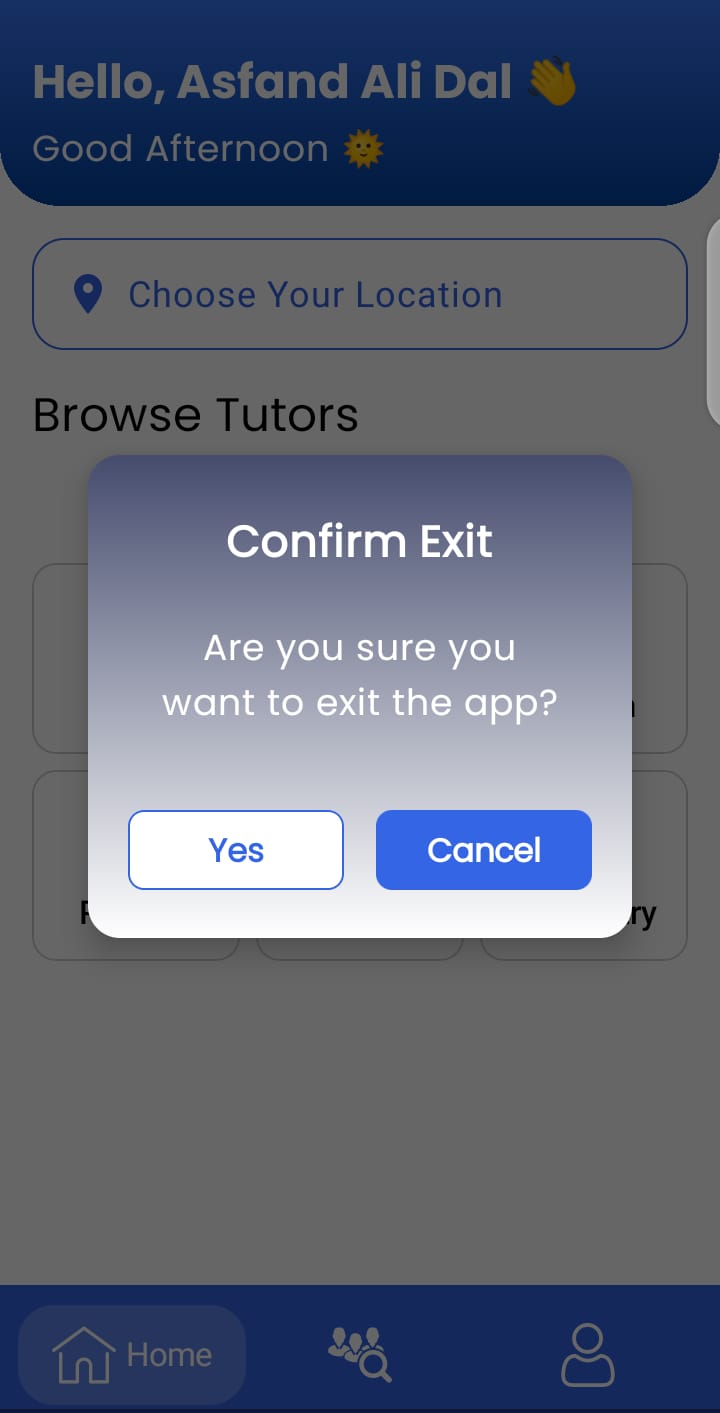 Hello, Asfand Ali Dal 👋
Good Afternoon 🌞
Choose Your Location
Browse Tutors
Confirm Exit
Are you sure you
want to exit the app?
Yes
Cancel
Home